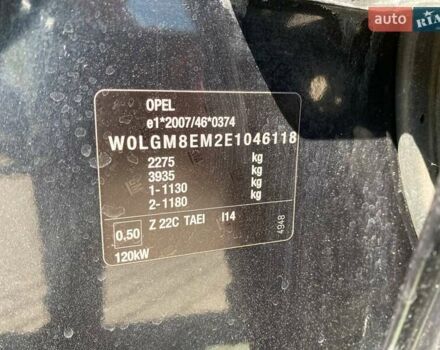 auto RIA
OPEL
e1*2007/46*0374
W0LGM8EM2E1046118
2275 kg
3935 kg
1-1130 kg
2-1180 kg
0,50 Z 22C TAEI I14
4948
120kW